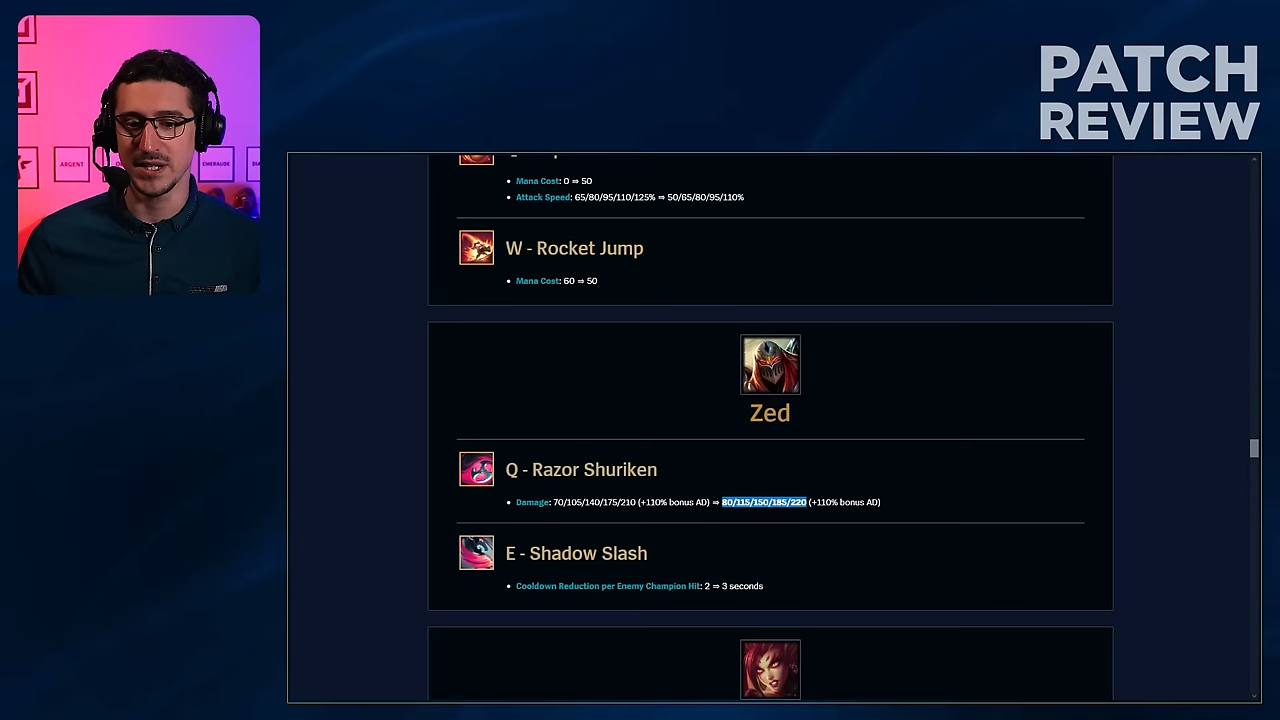 PATCH
REVIEW
ARGENT
EMERAUDE
Mana Cost: 0 ⇒ 50
Attack Speed: 65/80/95/110/125% ⇒ 50/65/80/95/110%
W - Rocket Jump
Mana Cost: 60 ⇒ 50
Zed
Q - Razor Shuriken
Damage: 70/105/140/175/210 (+110% bonus AD) ⇒ 80/115/150/185/220 (+110% bonus AD)
E - Shadow Slash
Cooldown Reduction per Enemy Champion Hit: 2 ⇒ 3 seconds